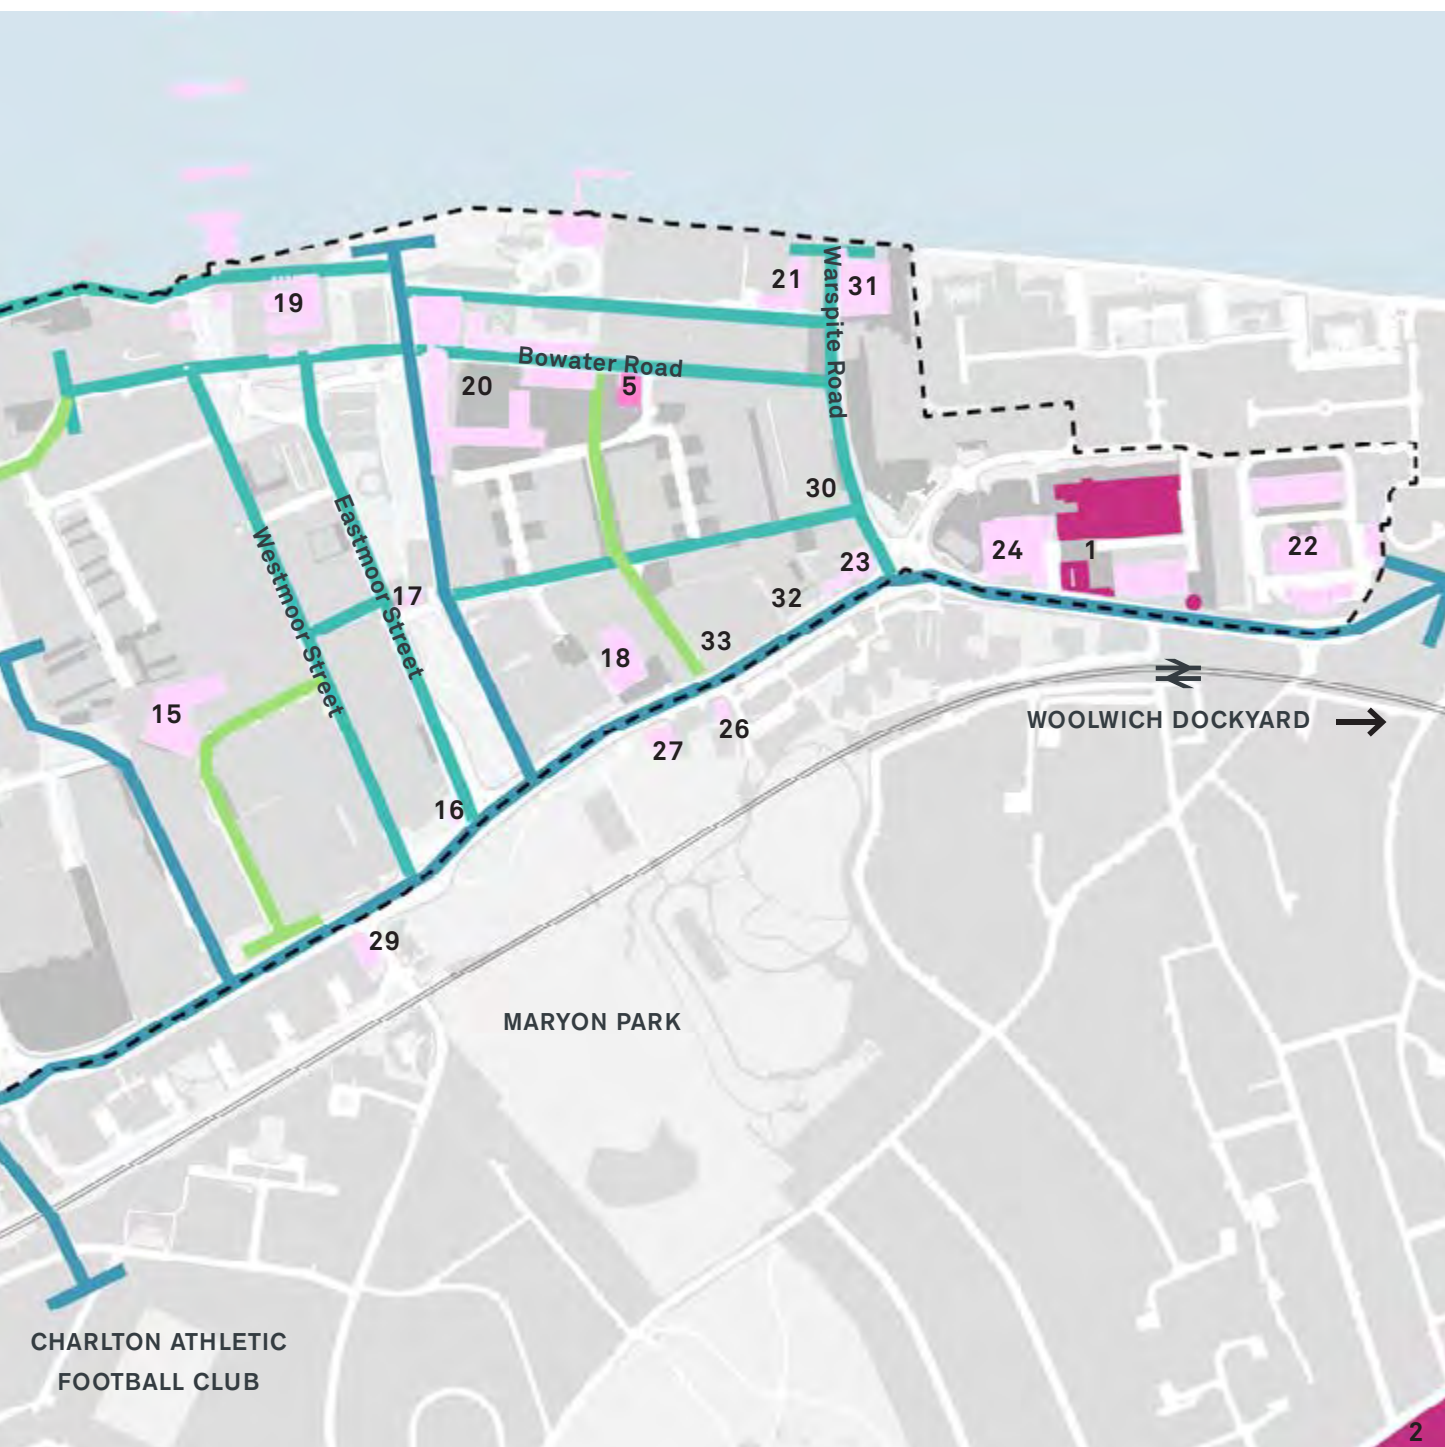 21
Warspite Road
31
19
Bowater Road
20
5
30
Eastmoor Street
Westmoor Street
24
1
22
23
17
32
33
18
15
26
27
WOOLWICH DOCKYARD
16
29
MARYON PARK
CHARLTON ATHLETIC
FOOTBALL CLUB
2